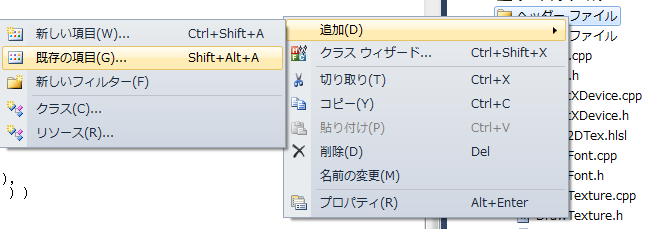 新しい項目(W)... Ctrl+Shift+A
既存の項目(G)... Shift+Alt+A
新しいフィルター(F)
クラス(C)...
リソース(R)...
),
) )
追加(D)
クラス ウィザード... Ctrl+Shift+X
切り取り(T) Ctrl+X
コピー(Y) Ctrl+C
貼り付け(P) Ctrl+V
削除(D) Del
名前の変更(M)
プロパティ(R) Alt+Enter
ヘッダー ファイル
ファイル
.cpp
.h
XDevice.cpp
XDevice.h
2DTex.hlsl
Font.cpp
Font.h
Texture.cpp
DrawTexture.h